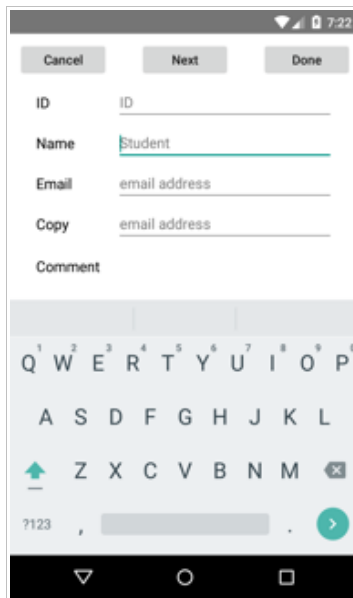 7:22
Cancel Next Done
ID ID
Name Student
Email email address
Copy email address
Comment
1 2 3 4 5 6 7 8 9 0
Q W E R T Y U I O P
A S D F G H J K L
Z X C V B N M
?123 , .